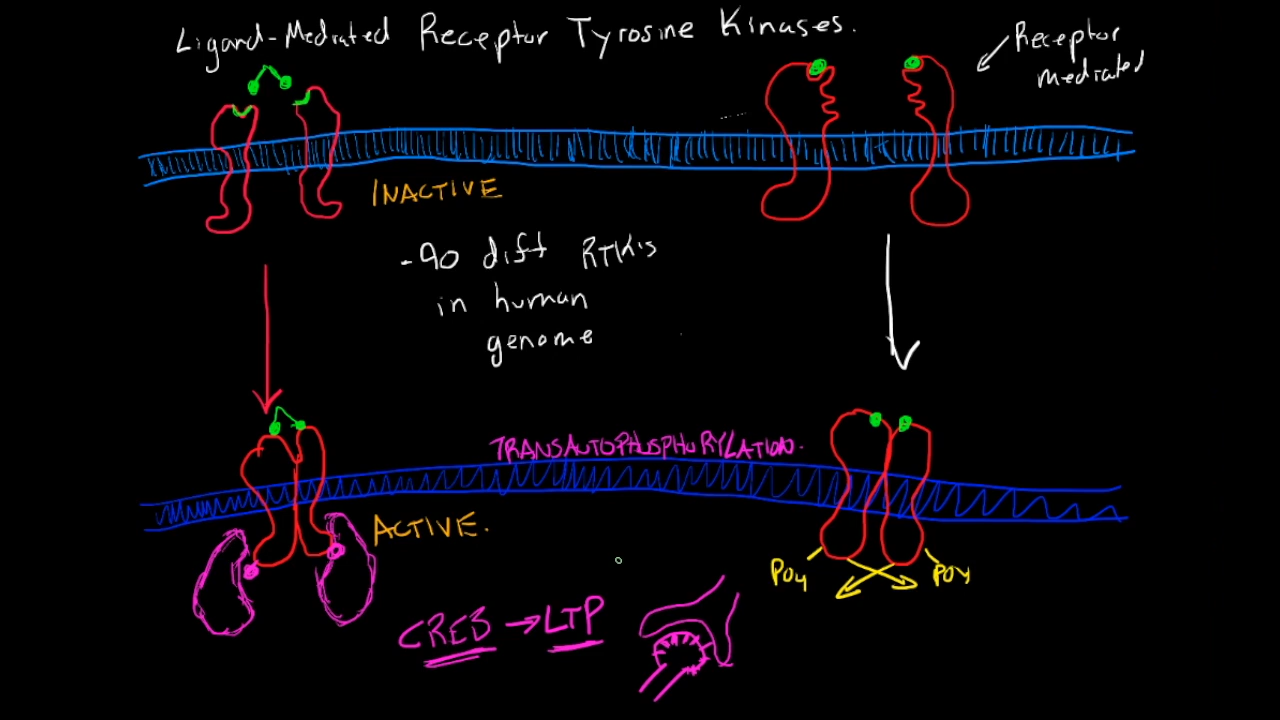 Ligand-Mediated Receptor Tyrosine Kinases.
Receptor
mediated
INACTIVE
-90 difft RTK's
in human
genome
TRANSAUTOPHOSPHORYLATION.
ACTIVE.
PO4
PO4
CREB → LTP